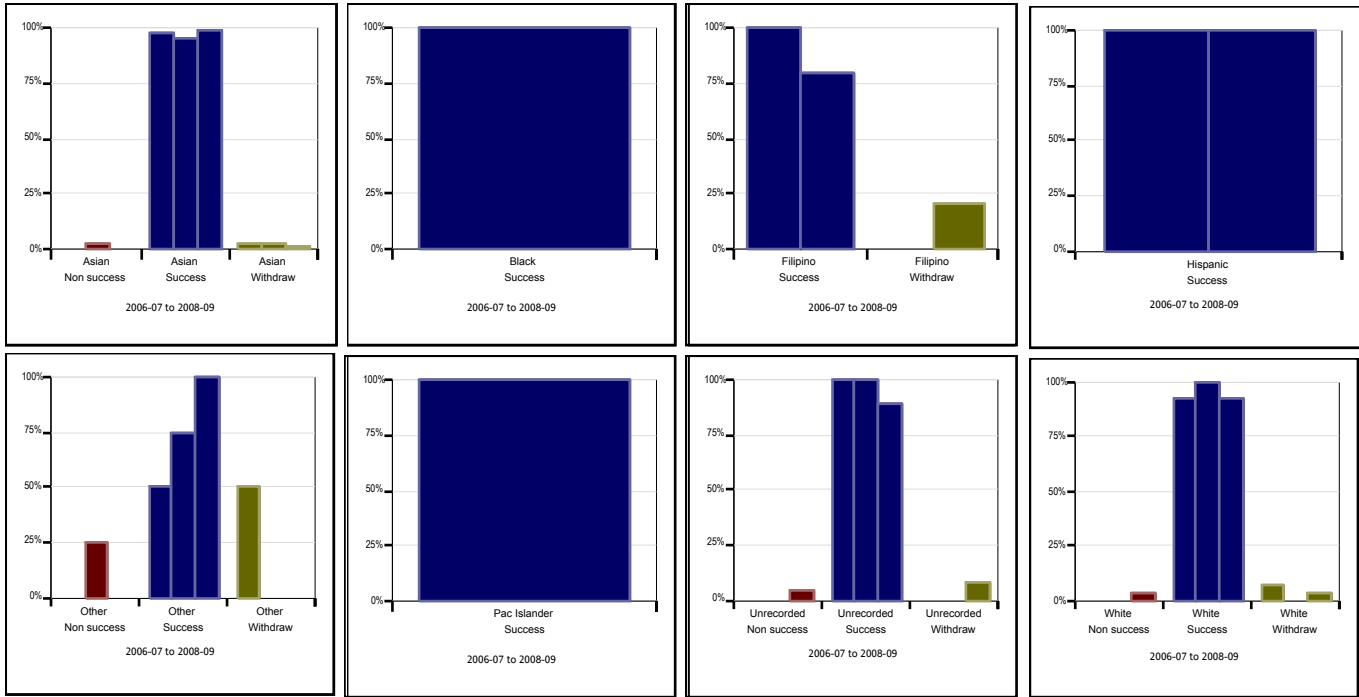 100%
75%
50%
25%
0%
Asian Asian Asian
Non success Success Withdraw
2006-07 to 2008-09
100%
75%
50%
25%
0%
Black
Success
2006-07 to 2008-09
100%
75%
50%
25%
0%
Filipino Filipino
Success Withdraw
2006-07 to 2008-09
100%
75%
50%
25%
0%
Hispanic
Success
2006-07 to 2008-09
100%
75%
50%
25%
0%
Other Other Other
Non success Success Withdraw
2006-07 to 2008-09
100%
75%
50%
25%
0%
Pac Islander
Success
2006-07 to 2008-09
100%
75%
50%
25%
0%
Unrecorded Unrecorded Unrecorded
Non success Success Withdraw
2006-07 to 2008-09
100%
75%
50%
25%
0%
White White White
Non success Success Withdraw
2006-07 to 2008-09